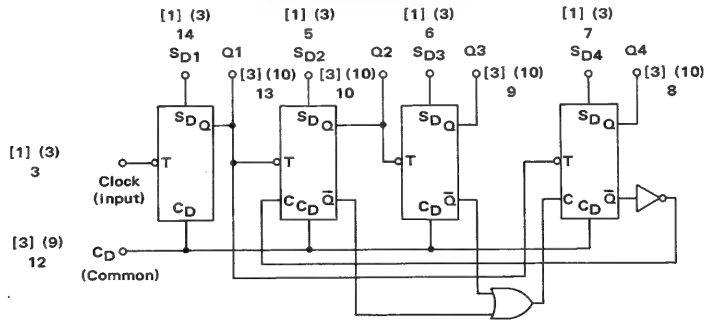 [1] (3) [1] (3) [1] (3) [1] (3)
14 5 6 7
SD1 Q1 SD2 Q2 SD3 Q3 SD4 Q4
[3] (10) [3] (10) [3] (10) [3] (10)
13 10 9 8
SD Q SD Q SD Q SD Q
[1] (3)
3
T T T T
Clock
(input)
C Q̅ Q̅ C Q̅
CD CD CD CD
[3] (9)
12
CD
(Common)